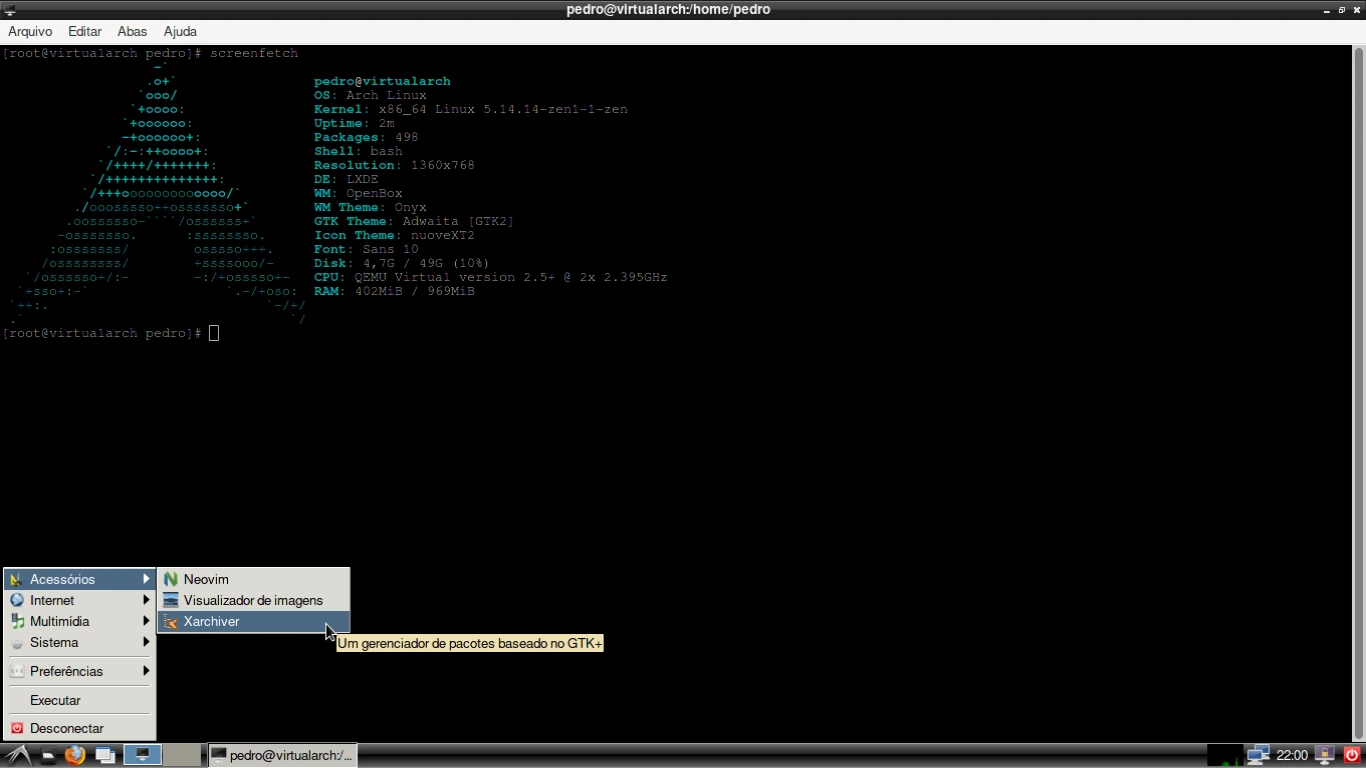 pedro@virtualarch:/home/pedro
Arquivo Editar Abas Ajuda
[root@virtualarch pedro]# screenfetch
pedro@virtualarch
OS: Arch Linux
Kernel: x86_64 Linux 5.14.14-zen1-1-zen
Uptime: 2m
Packages: 498
Shell: bash
Resolution: 1360x768
DE: LXDE
WM: OpenBox
WM Theme: Onyx
GTK Theme: Adwaita [GTK2]
Icon Theme: nuoveXT2
Font: Sans 10
Disk: 4,7G / 49G (10%)
CPU: QEMU Virtual version 2.5+ @ 2x 2.395GHz
RAM: 402MiB / 969MiB
[root@virtualarch pedro]#
Acessórios
Internet
Multimídia
Sistema
Preferências
Executar
Desconectar
Neovim
Visualizador de imagens
Xarchiver
Um gerenciador de pacotes baseado no GTK+
pedro@virtualarch:/...
22:00